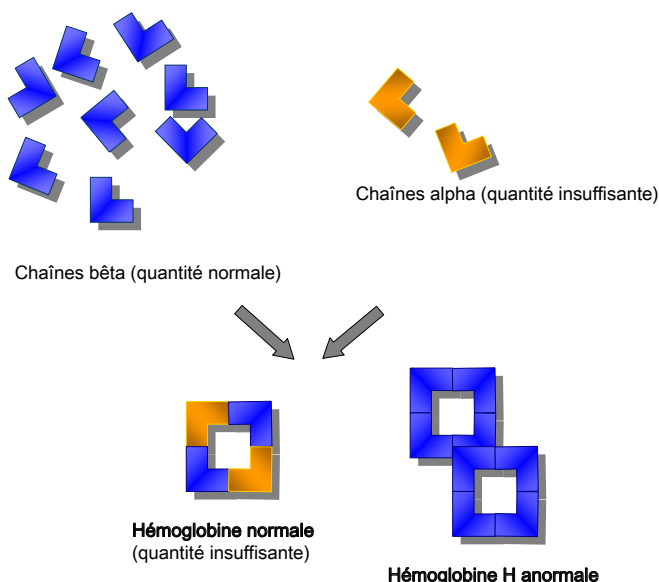 Chaînes alpha (quantité insuffisante)
Chaînes bêta (quantité normale)
Hémoglobine normale
(quantité insuffisante)
Hémoglobine H anormale